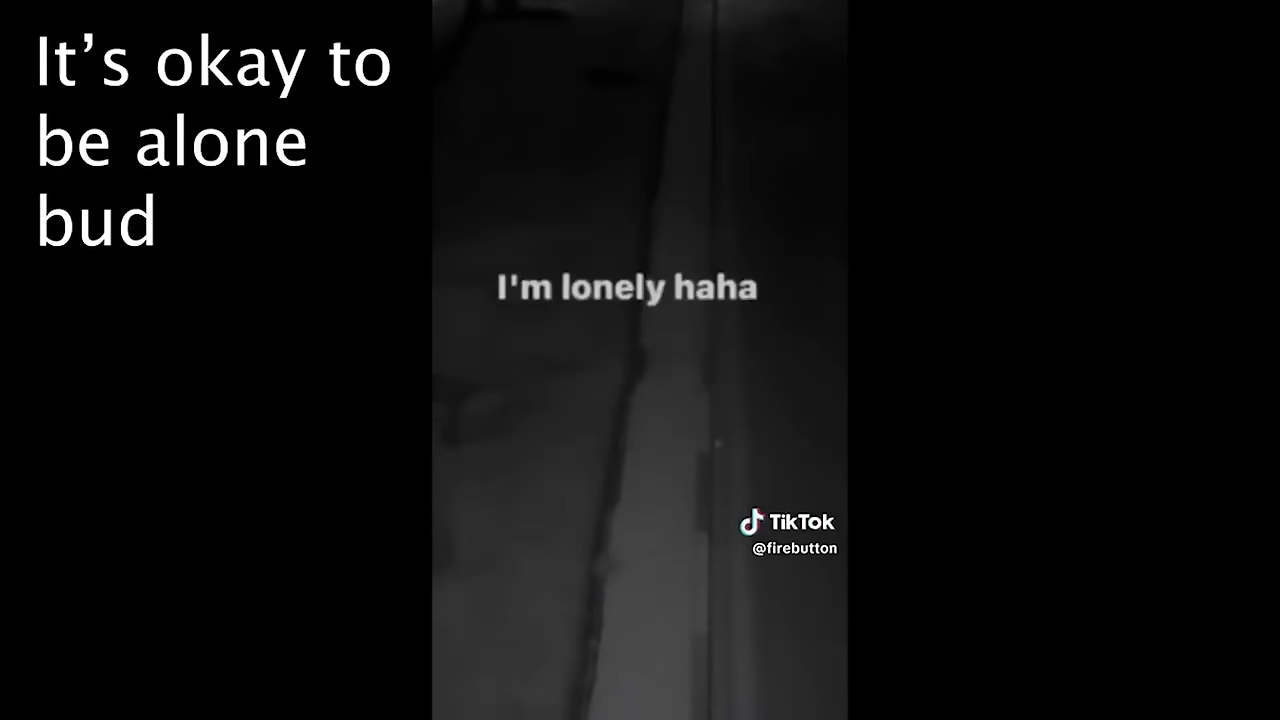 It’s okay to
be alone
bud
I'm lonely haha
TikTok
@firebutton